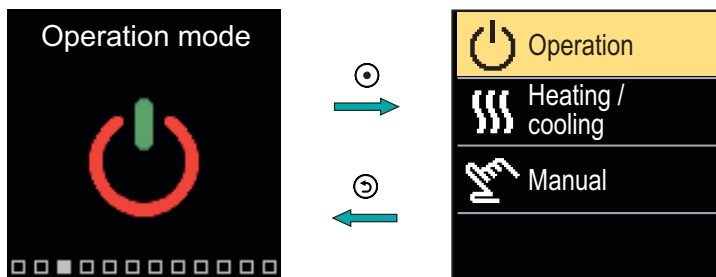 Operation mode
Operation
Heating /
cooling
Manual